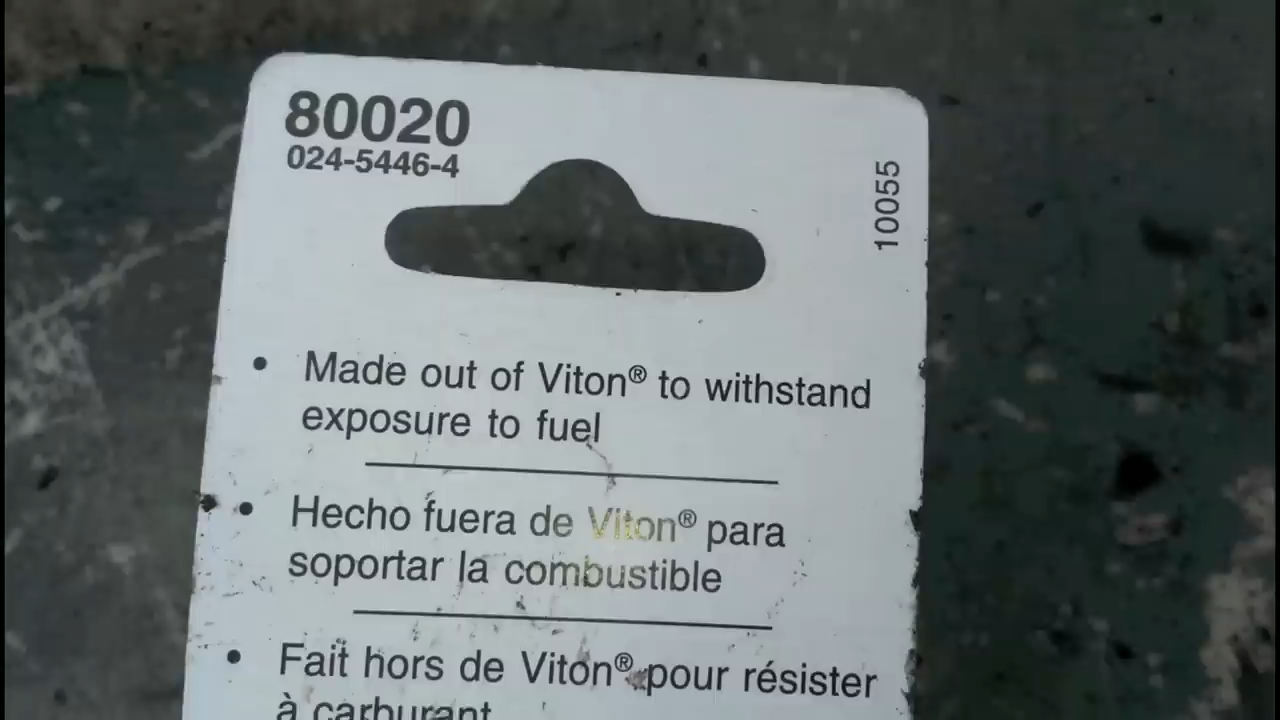 80020
024-5446-4
10055
• Made out of Viton® to withstand
exposure to fuel
• Hecho fuera de Viton® para
soportar la combustible
• Fait hors de Viton® pour résister
à carburant